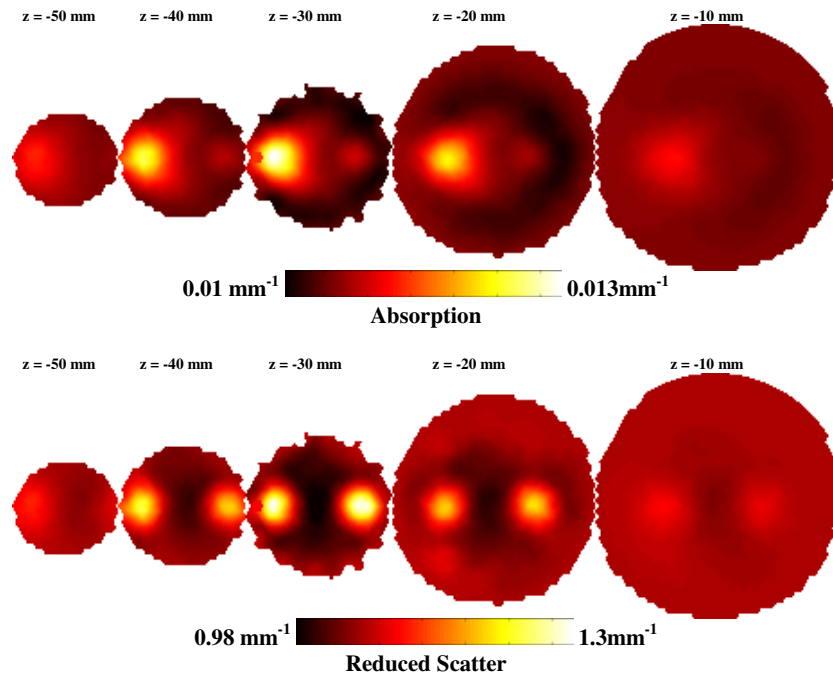 z = -50 mm z = -40 mm z = -30 mm z = -20 mm z = -10 mm
0.01 mm-1 0.013mm-1
Absorption
z = -50 mm z = -40 mm z = -30 mm z = -20 mm z = -10 mm
0.98 mm-1 1.3mm-1
Reduced Scatter